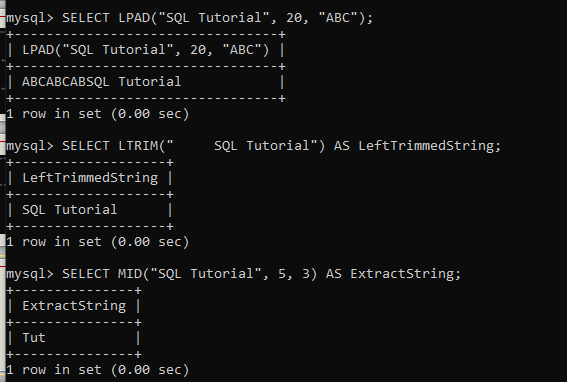 mysql> SELECT LPAD("SQL Tutorial", 20, "ABC");
+---------------------------------+
| LPAD("SQL Tutorial", 20, "ABC") |
+---------------------------------+
| ABCABCABSQL Tutorial            |
+---------------------------------+
1 row in set (0.00 sec)
mysql> SELECT LTRIM("     SQL Tutorial") AS LeftTrimmedString;
+-------------------+
| LeftTrimmedString |
+-------------------+
| SQL Tutorial      |
+-------------------+
1 row in set (0.00 sec)
mysql> SELECT MID("SQL Tutorial", 5, 3) AS ExtractString;
+---------------+
| ExtractString |
+---------------+
| Tut           |
+---------------+
1 row in set (0.00 sec)